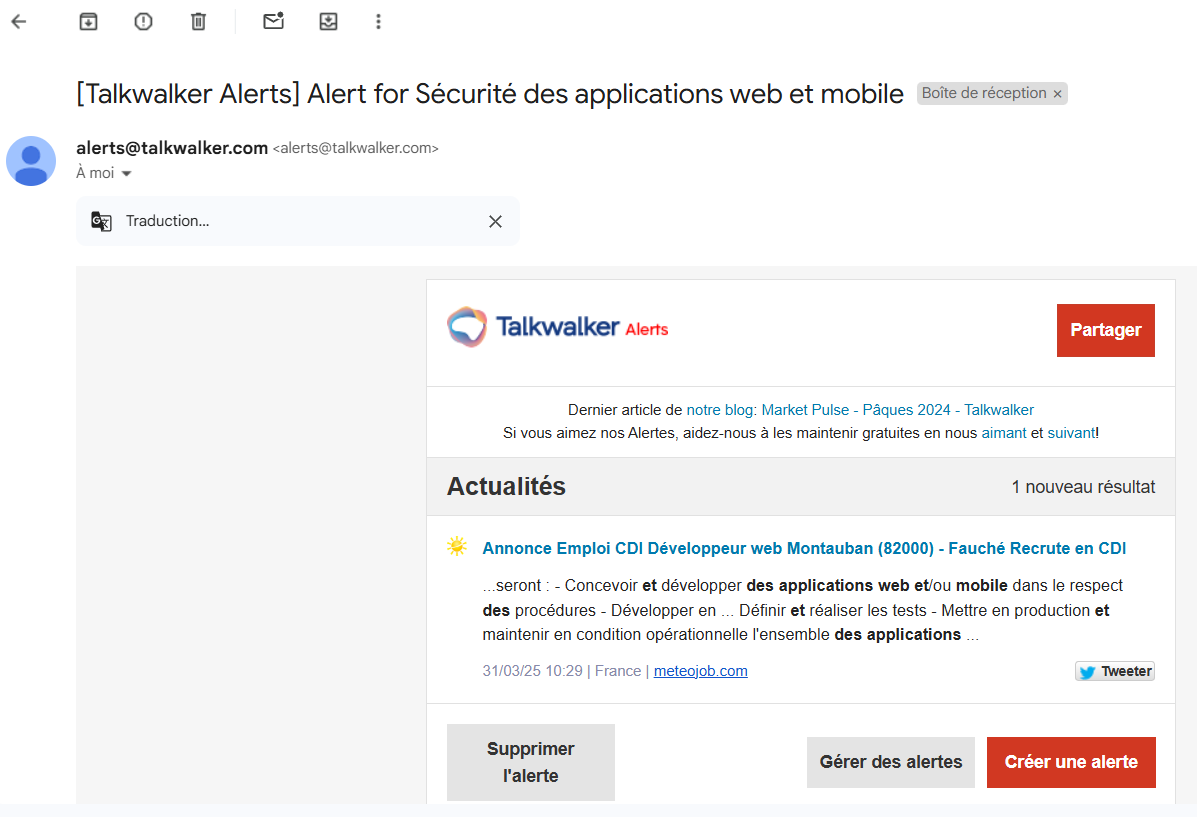 [Talkwalker Alerts] Alert for Sécurité des applications web et mobile Boîte de réception ×
alerts@talkwalker.com <alerts@talkwalker.com>
À moi
Traduction...
Talkwalker Alerts
Partager
Dernier article de notre blog: Market Pulse - Pâques 2024 - Talkwalker
Si vous aimez nos Alertes, aidez-nous à les maintenir gratuites en nous aimant et suivant!
Actualités 1 nouveau résultat
Annonce Emploi CDI Développeur web Montauban (82000) - Fauché Recrute en CDI
...seront : - Concevoir et développer des applications web et/ou mobile dans le respect
des procédures - Développer en ... Définir et réaliser les tests - Mettre en production et
maintenir en condition opérationnelle l'ensemble des applications ...
31/03/25 10:29 | France | meteojob.com Tweeter
Supprimer
l'alerte
Gérer des alertes
Créer une alerte